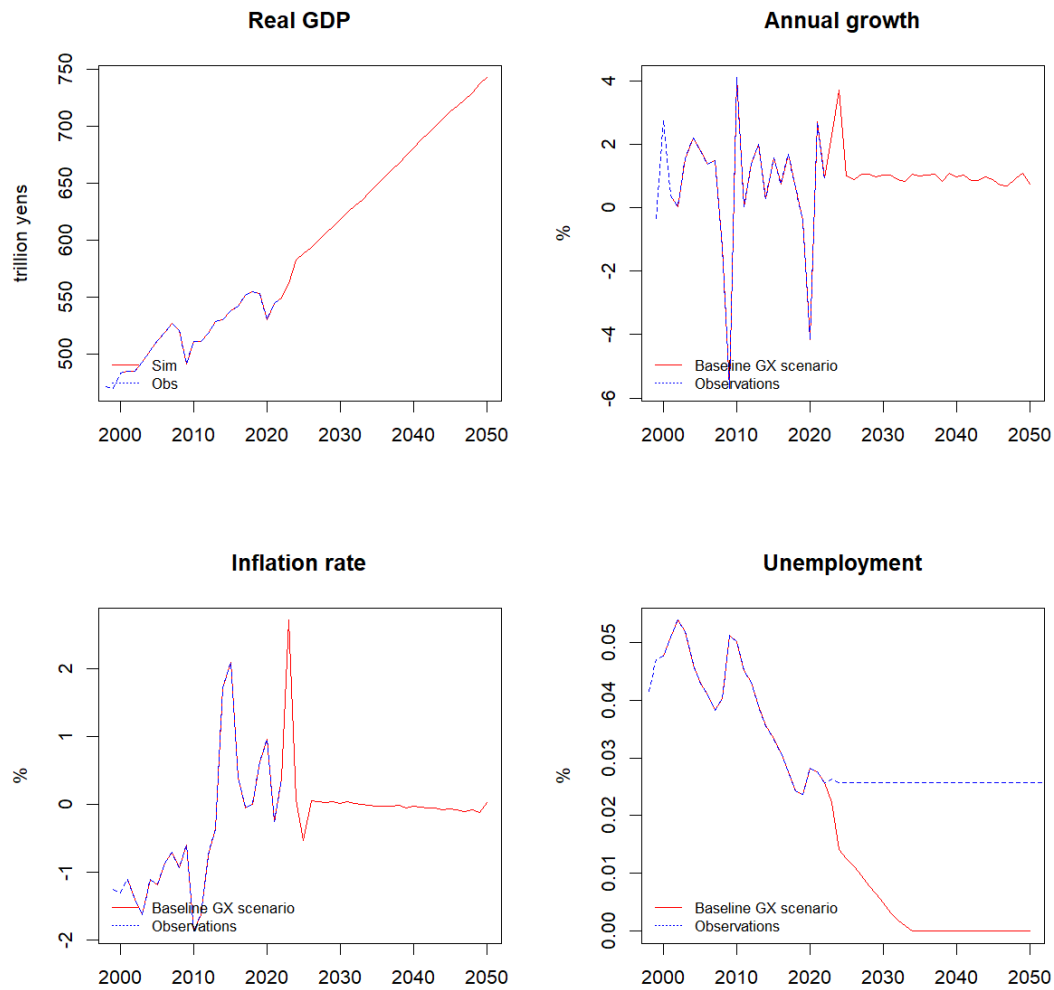 Real GDP
trillion yens
750
700
650
600
550
500
Sim
Obs
2000 2010 2020 2030 2040 2050
Annual growth
%
4
2
0
-2
-4
-6
Baseline GX scenario
Observations
2000 2010 2020 2030 2040 2050
Inflation rate
%
2
1
0
-1
-2
Baseline GX scenario
Observations
2000 2010 2020 2030 2040 2050
Unemployment
%
0.05
0.04
0.03
0.02
0.01
0.00
Baseline GX scenario
Observations
2000 2010 2020 2030 2040 2050